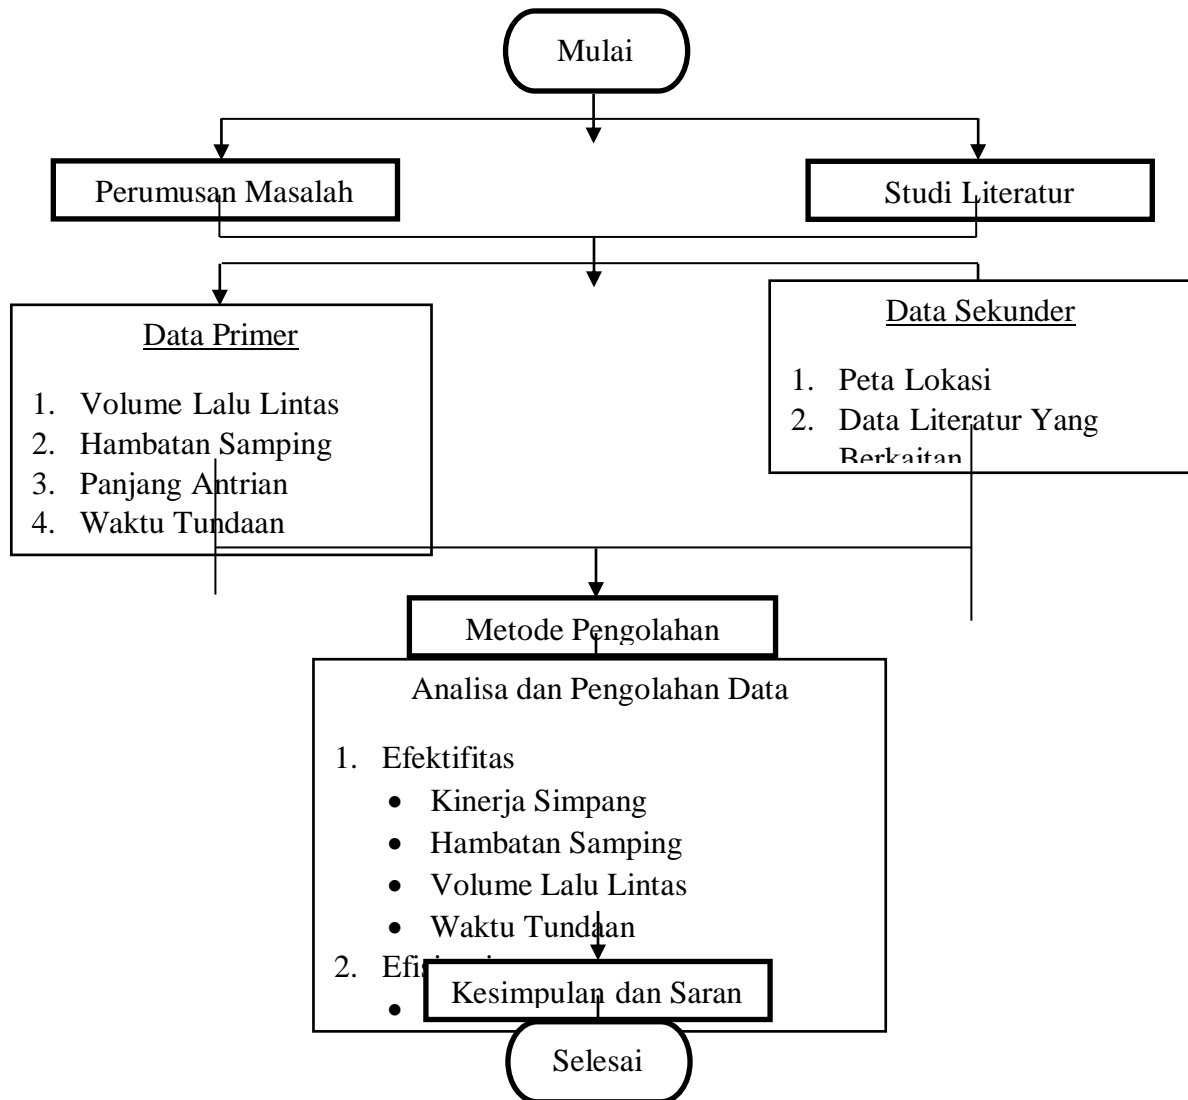 Mulai
Perumusan Masalah
Studi Literatur
Data Primer
1. Volume Lalu Lintas
2. Hambatan Samping
3. Panjang Antrian
4. Waktu Tundaan
Data Sekunder
1. Peta Lokasi
2. Data Literatur Yang
Berkaitan
Metode Pengolahan
Analisa dan Pengolahan Data
1. Efektifitas
• Kinerja Simpang
• Hambatan Samping
• Volume Lalu Lintas
• Waktu Tundaan
2.
•
Kesimpulan dan Saran
Selesai